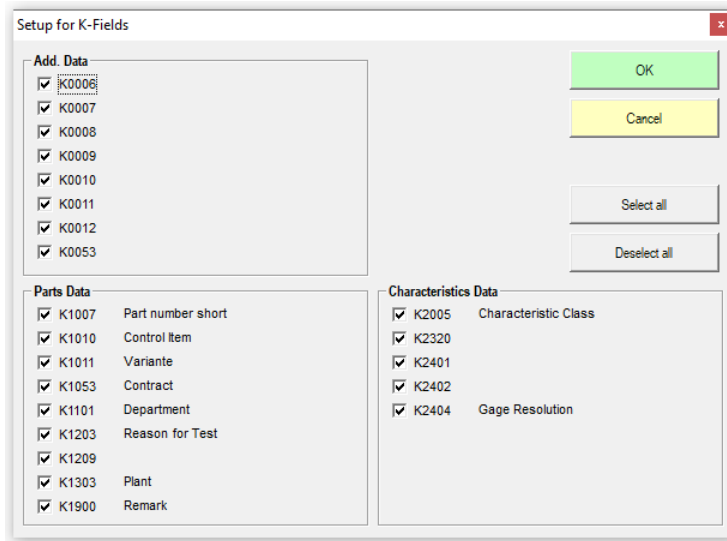 Setup for K-Fields
x
Add. Data
K0006
K0007
K0008
K0009
K0010
K0011
K0012
K0053
OK
Cancel
Select all
Deselect all
Parts Data
K1007 Part number short
K1010 Control Item
K1011 Variante
K1053 Contract
K1101 Department
K1203 Reason for Test
K1209
K1303 Plant
K1900 Remark
Characteristics Data
K2005 Characteristic Class
K2320
K2401
K2402
K2404 Gage Resolution